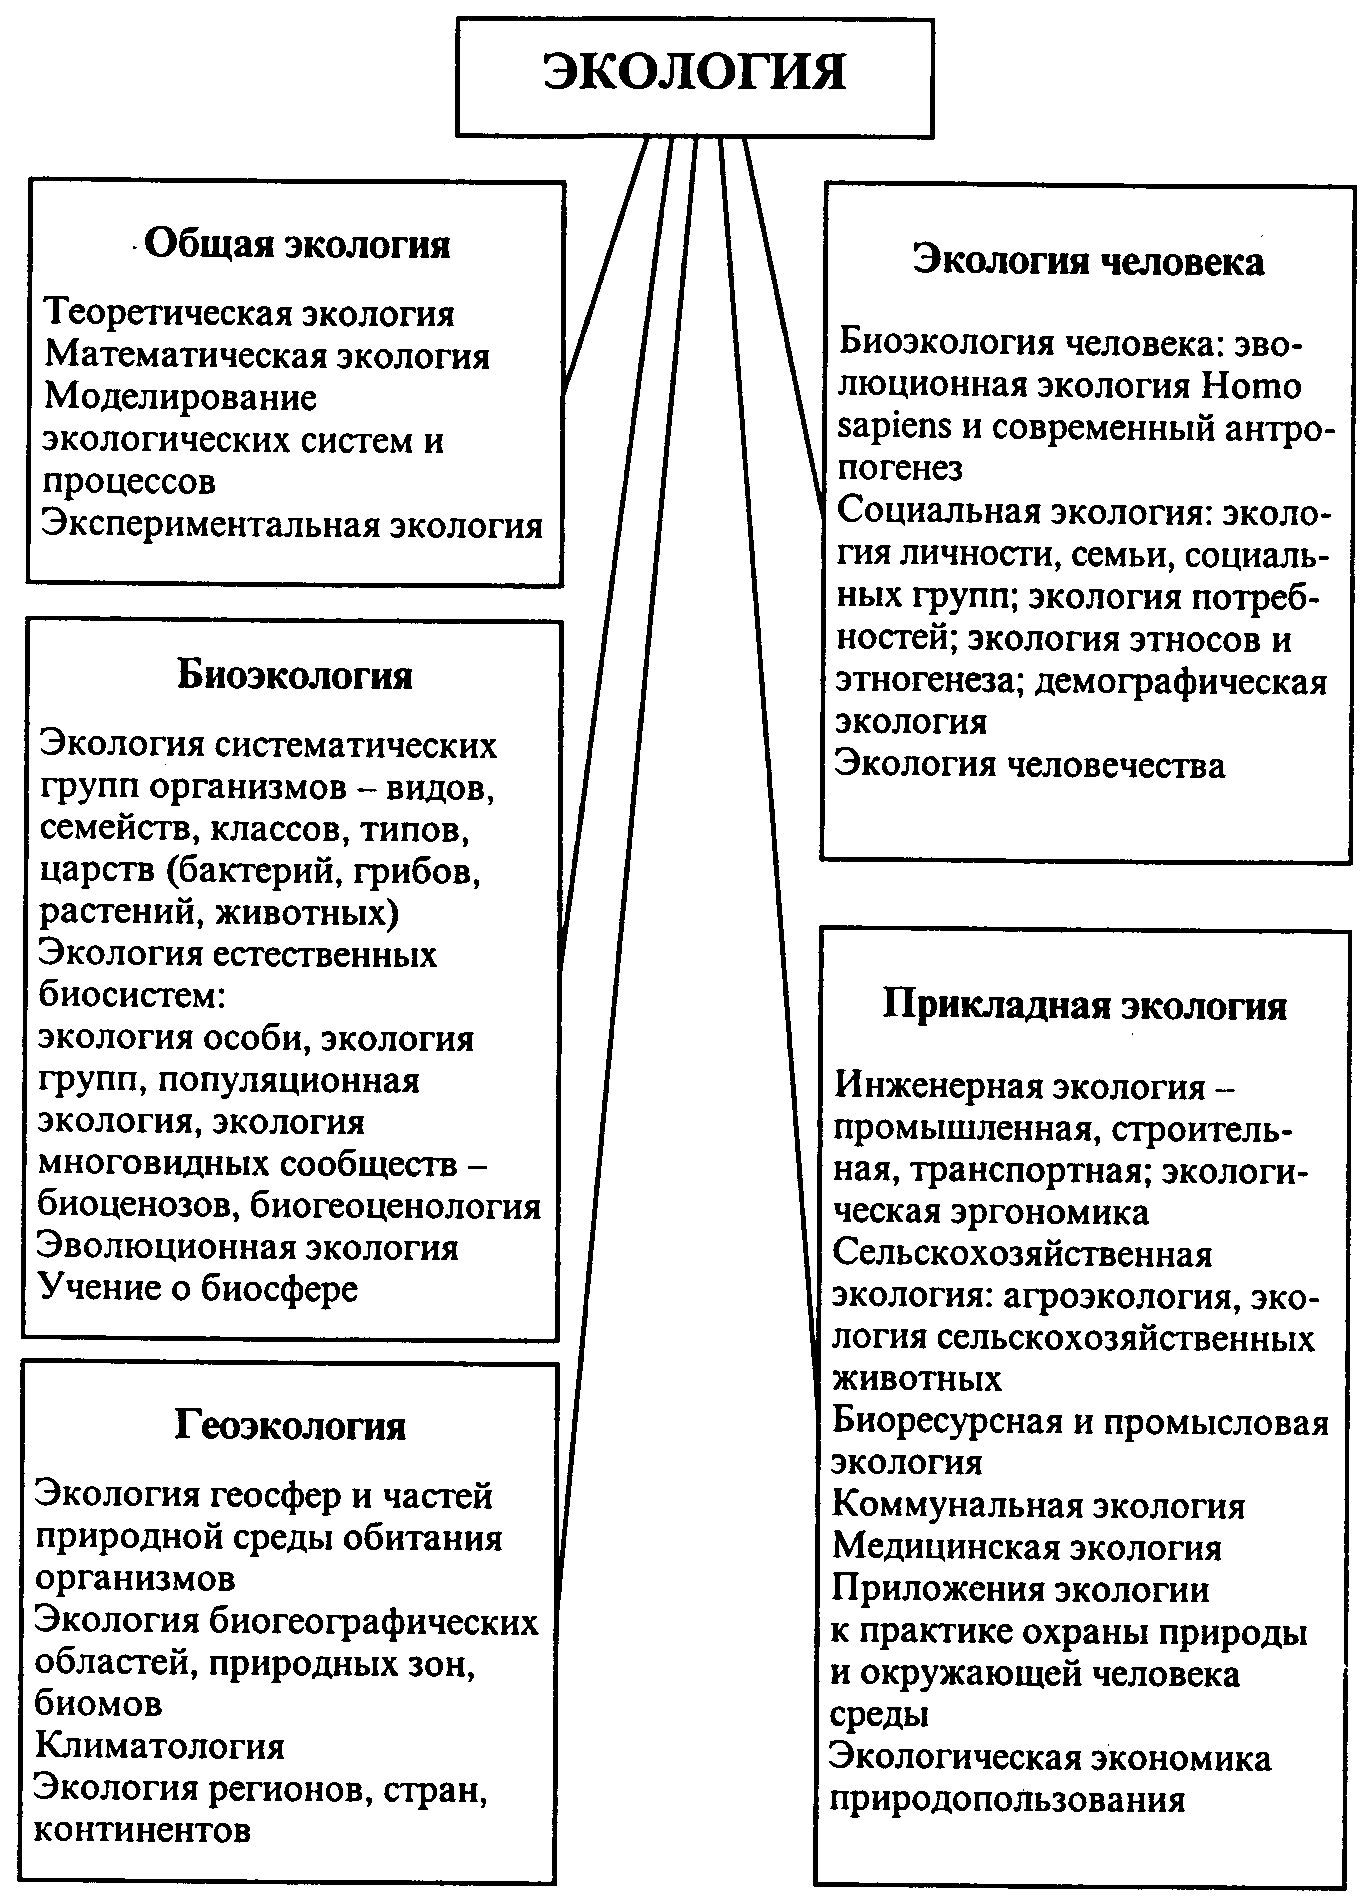 ЭКОЛОГИЯ
Общая экология
Теоретическая экология
Математическая экология
Моделирование
экологических систем и
процессов
Экспериментальная экология
Биоэкология
Экология систематических
групп организмов – видов,
семейств, классов, типов,
царств (бактерий, грибов,
растений, животных)
Экология естественных
биосистем:
экология особи, экология
групп, популяционная
экология, экология
многовидных сообществ –
биоценозов, биогеоценология
Эволюционная экология
Учение о биосфере
Геоэкология
Экология геосфер и частей
природной среды обитания
организмов
Экология биогеографических
областей, природных зон,
биомов
Климатология
Экология регионов, стран,
континентов
Экология человека
Биоэкология человека: эво-
люционная экология Homo
sapiens и современный антро-
погенез
Социальная экология: эколо-
гия личности, семьи, социаль-
ных групп; экология потреб-
ностей; экология этносов и
этногенеза; демографическая
экология
Экология человечества
Прикладная экология
Инженерная экология –
промышленная, строитель-
ная, транспортная; экологи-
ческая эргономика
Сельскохозяйственная
экология: агроэкология, эко-
логия сельскохозяйственных
животных
Биоресурсная и промысловая
экология
Коммунальная экология
Медицинская экология
Приложения экологии
к практике охраны природы
и окружающей человека
среды
Экологическая экономика
природопользования